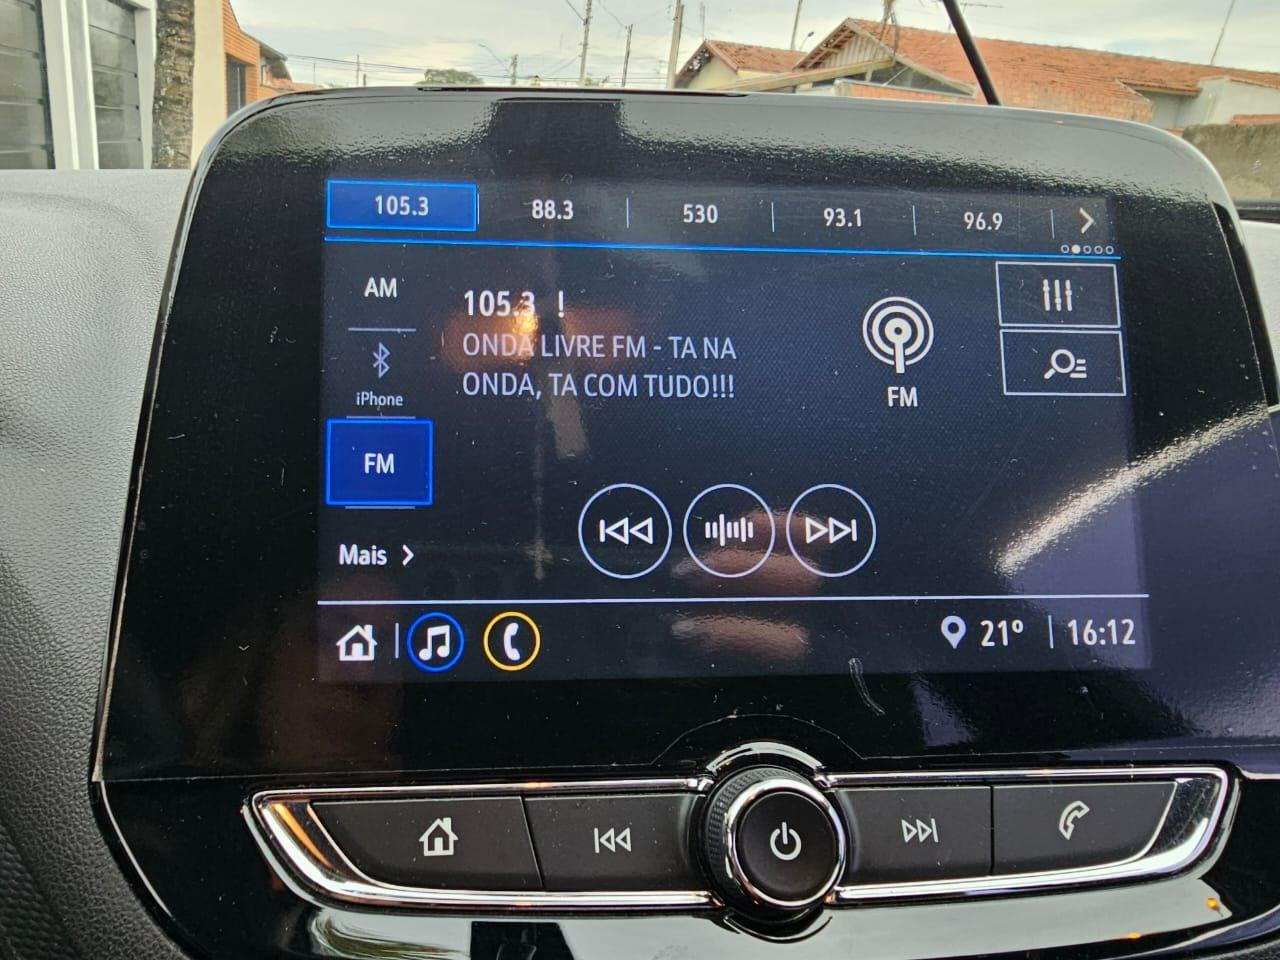 105.3 88.3 530 93.1 96.9
AM
105.3 !
ONDA LIVRE FM - TA NA
ONDA, TA COM TUDO!!!
iPhone
FM
FM
Mais
21º 16:12